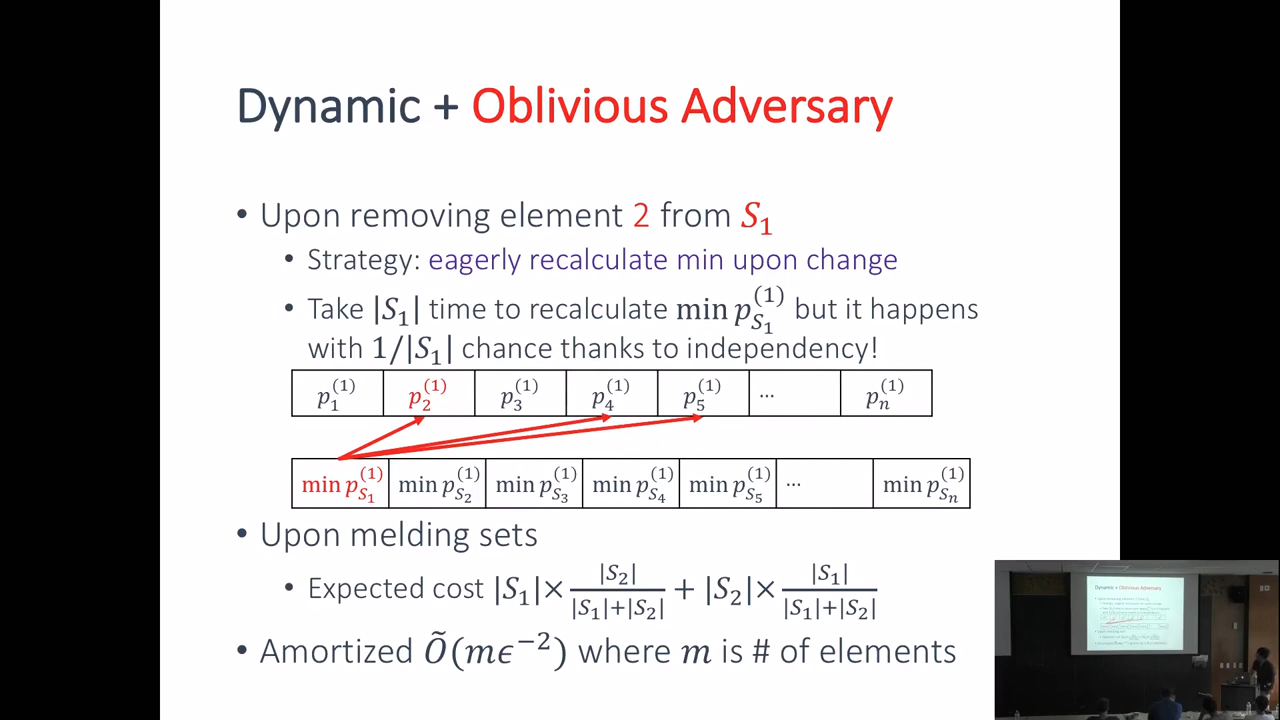 Dynamic + Oblivious Adversary
• Upon removing element 2 from S₁
• Strategy: eagerly recalculate min upon change
• Take |S₁| time to recalculate min p_{S₁}^{(1)} but it happens
with 1/|S₁| chance thanks to independency!
p₁^{(1)} p₂^{(1)} p₃^{(1)} p₄^{(1)} p₅^{(1)} ... pₙ^{(1)}
min p_{S₁}^{(1)} min p_{S₂}^{(1)} min p_{S₃}^{(1)} min p_{S₄}^{(1)} min p_{S₅}^{(1)} ... min p_{Sₙ}^{(1)}
• Upon melding sets
• Expected cost |S₁|× |S₂|/(|S₁|+|S₂|) + |S₂|× |S₁|/(|S₁|+|S₂|)
• Amortized Õ(mϵ⁻²) where m is # of elements
Dynamic + Oblivious Adversary